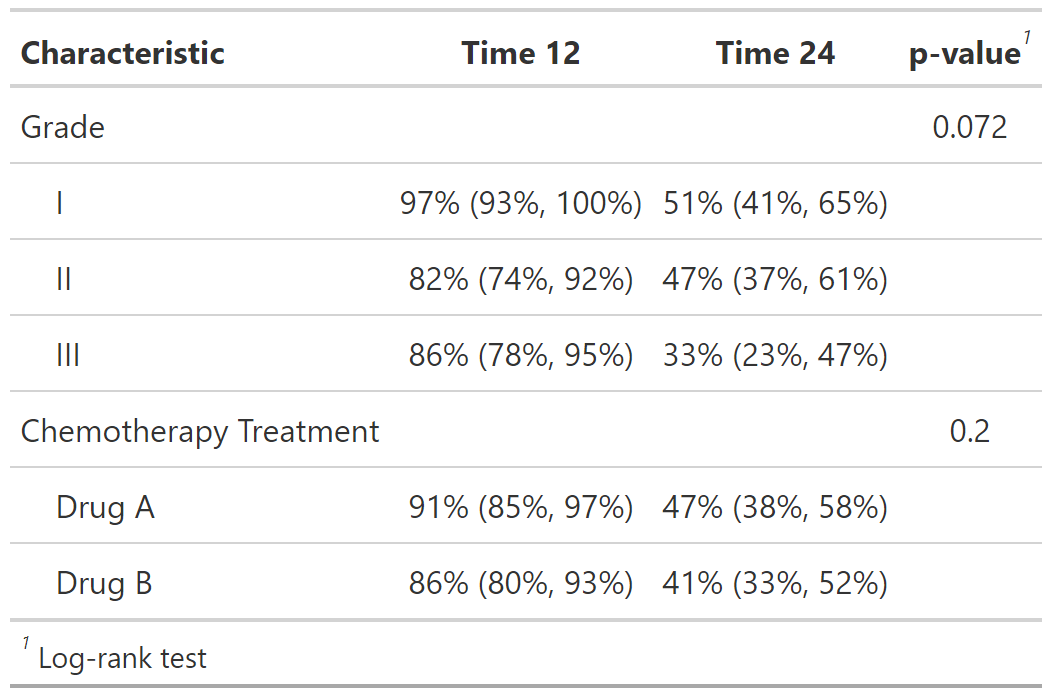 Characteristic Time 12 Time 24 p-value1
Grade 0.072
I 97% (93%, 100%) 51% (41%, 65%)
II 82% (74%, 92%) 47% (37%, 61%)
III 86% (78%, 95%) 33% (23%, 47%)
Chemotherapy Treatment 0.2
Drug A 91% (85%, 97%) 47% (38%, 58%)
Drug B 86% (80%, 93%) 41% (33%, 52%)
1 Log-rank test